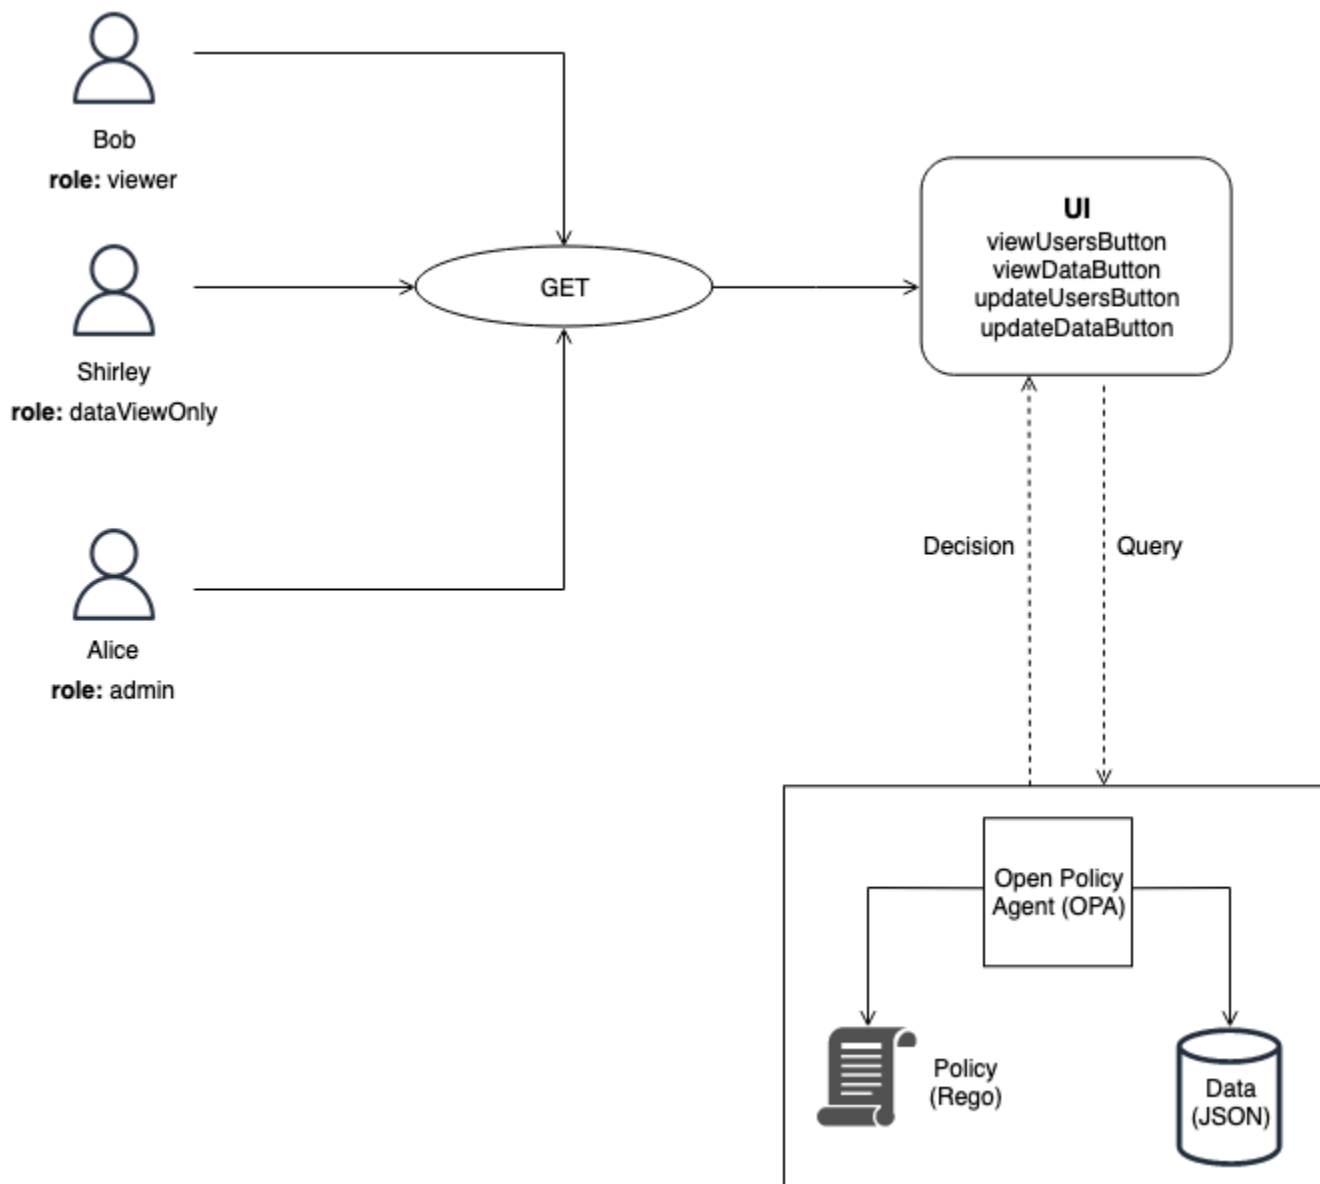 Bob
role: viewer
Shirley
role: dataViewOnly
Alice
role: admin
GET
UI
viewUsersButton
viewDataButton
updateUsersButton
updateDataButton
Decision
Query
Open Policy
Agent (OPA)
Policy
(Rego)
Data
(JSON)